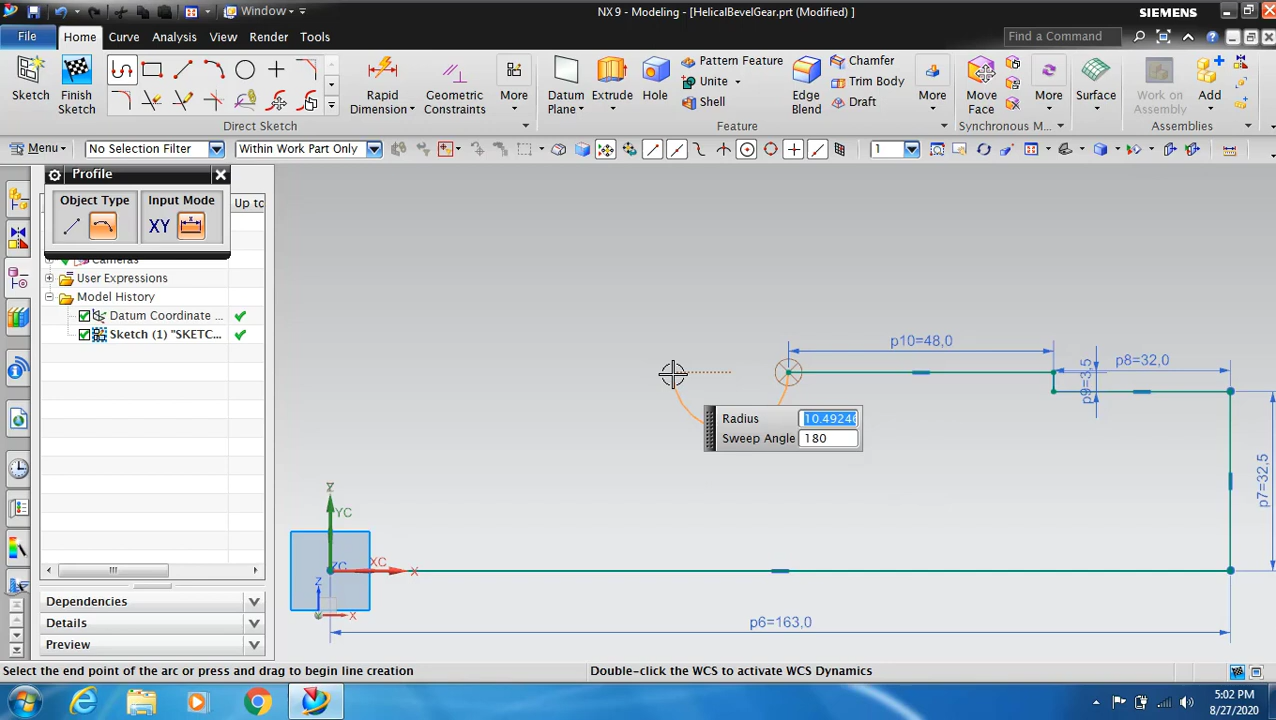 Window
NX 9 - Modeling - [HelicalBevelGear.prt (Modified) ]
SIEMENS
File
Home
Curve
Analysis
View
Render
Tools
Find a Command
Sketch
Finish
Sketch
Rapid
Dimension
Geometric
Constraints
More
Datum
Plane
Extrude
Hole
Pattern Feature
Unite
Shell
Edge
Blend
Chamfer
Trim Body
Draft
More
Move
Face
More
Surface
Work on
Assembly
Add
Direct Sketch
Feature
Synchronous M...
Assemblies
Menu
No Selection Filter
Within Work Part Only
1
Profile
Object Type
Input Mode
XY
Up to
Cameras
User Expressions
Model History
Datum Coordinate ...
Sketch (1) "SKETC...
Dependencies
Details
Preview
p10=48,0
p8=32,0
p9=3,5
p7=32,5
p6=163,0
Radius
10.49246
Sweep Angle
180
Z
YC
ZC
XC
X
Z
X
Select the end point of the arc or press and drag to begin line creation
Double-click the WCS to activate WCS Dynamics
5:02 PM
8/27/2020